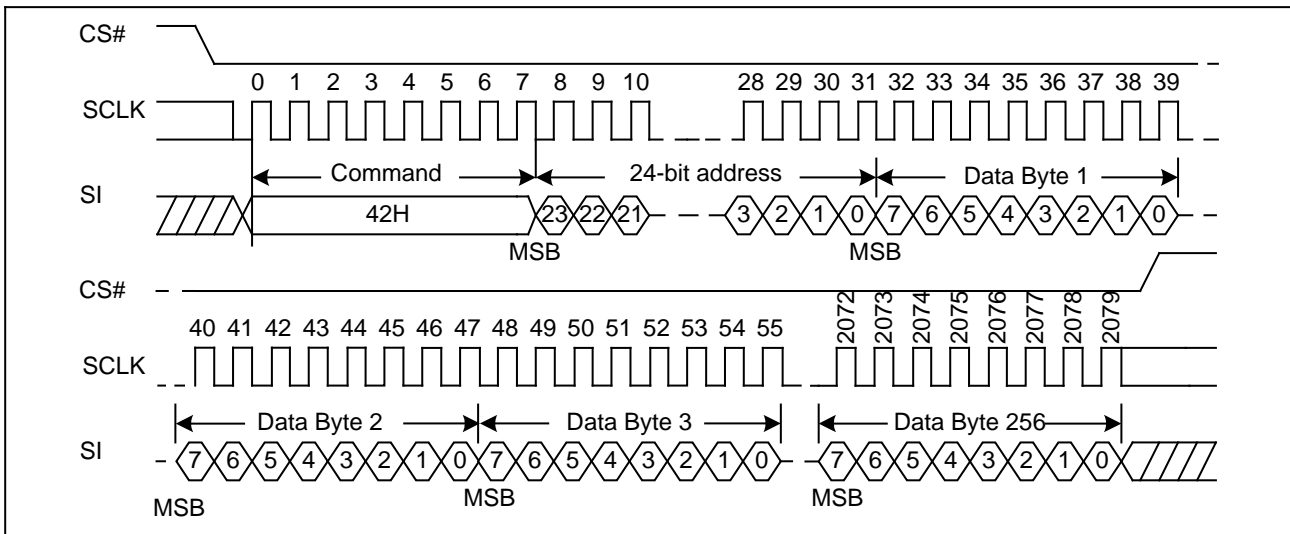 CS#
0 1 2 3 4 5 6 7 8 9 10 28 29 30 31 32 33 34 35 36 37 38 39
SCLK
Command 24-bit address Data Byte 1
SI
42H 23 22 21 3 2 1 0 7 6 5 4 3 2 1 0
MSB MSB
CS#
40 41 42 43 44 45 46 47 48 49 50 51 52 53 54 55 2072 2073 2074 2075 2076 2077 2078 2079
SCLK
Data Byte 2 Data Byte 3 Data Byte 256
SI
7 6 5 4 3 2 1 0 7 6 5 4 3 2 1 0 7 6 5 4 3 2 1 0
MSB MSB MSB